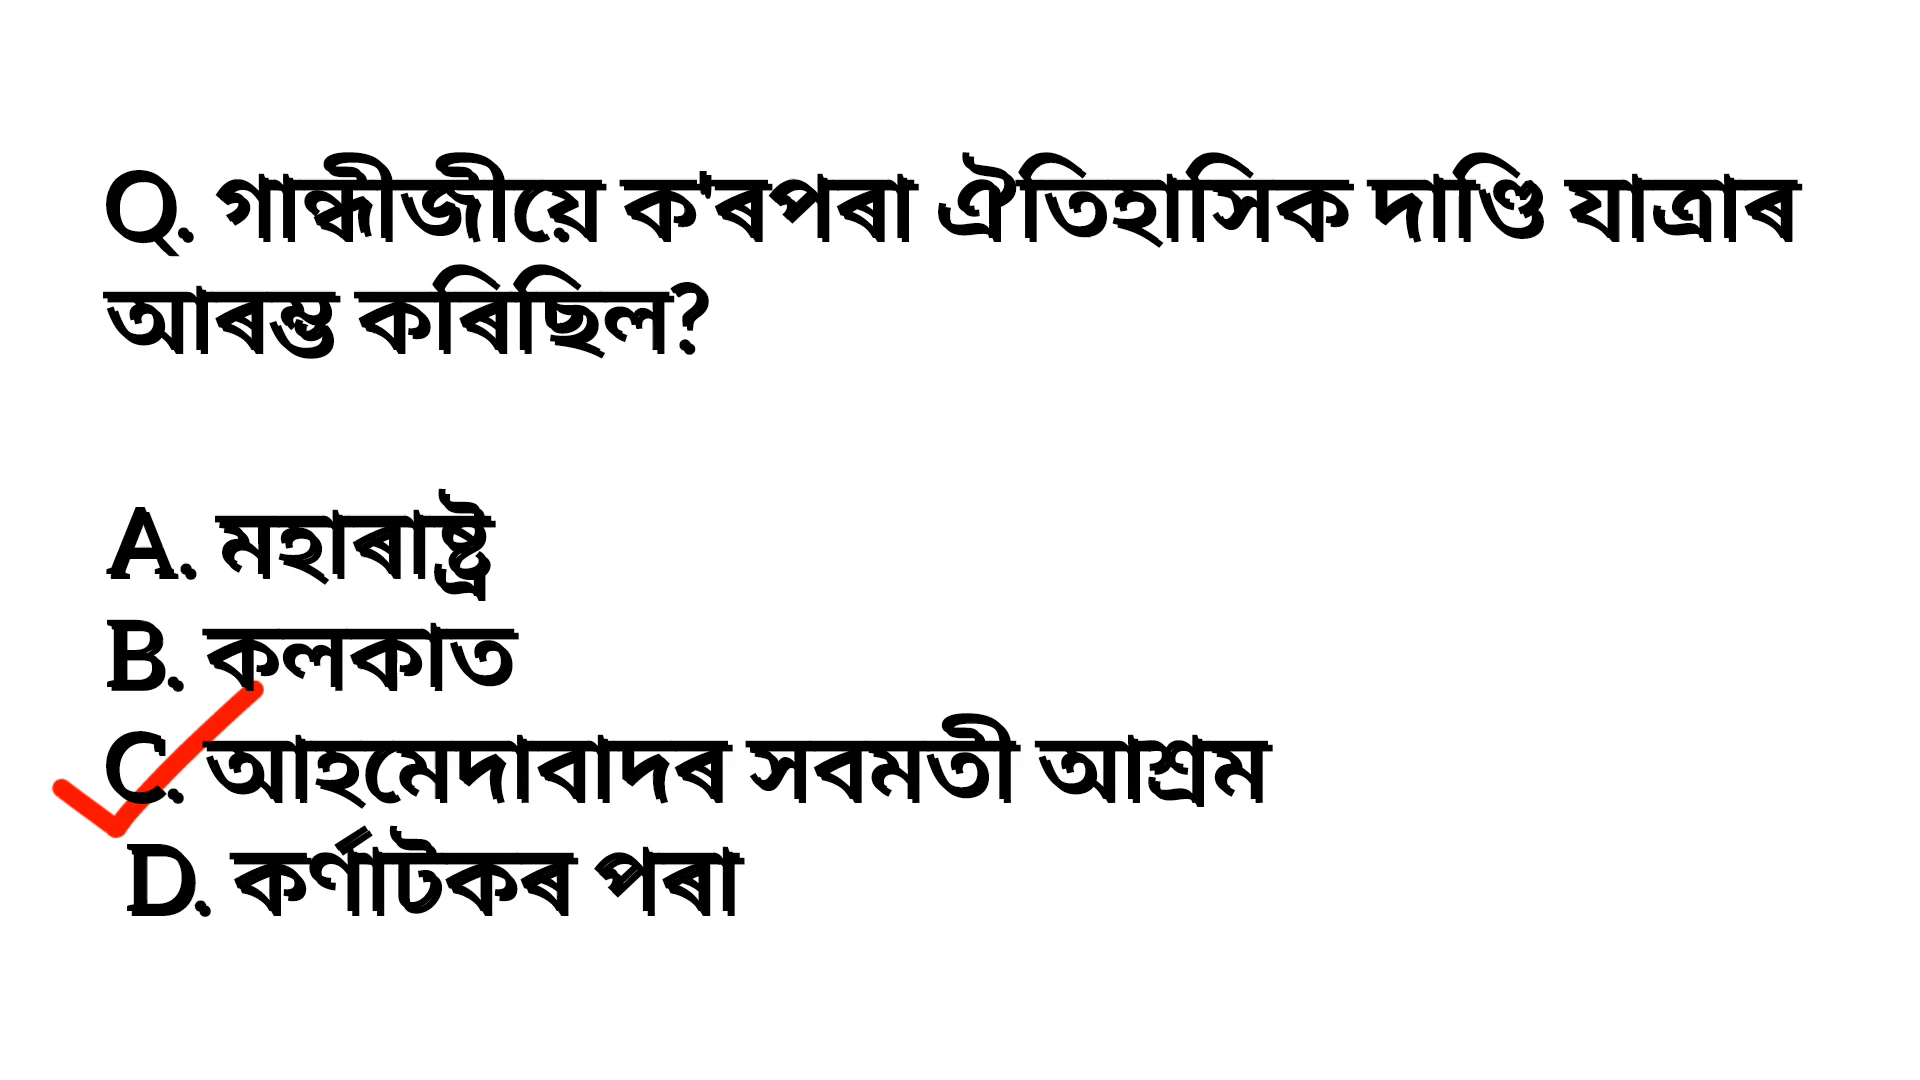 Q. গান্ধীজীয়ে ক'ৰপৰা ঐতিহাসিক দাণ্ডি যাত্ৰাৰ
আৰম্ভ কৰিছিল?
A. মহাৰাষ্ট্ৰ
B. কলকাত
C. আহমেদাবাদৰ সবমতী আশ্ৰম
D. কৰ্ণাটকৰ পৰা